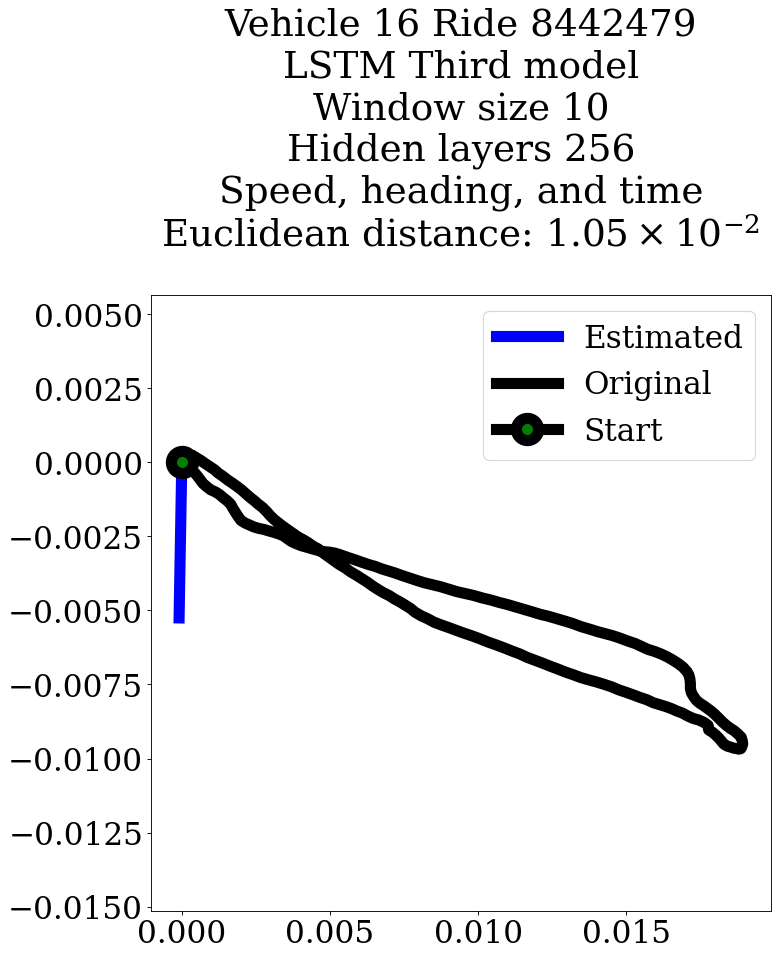 Vehicle 16 Ride 8442479
LSTM Third model
Window size 10
Hidden layers 256
Speed, heading, and time
Euclidean distance: 1.05 × 10⁻²
Estimated
Original
Start
0.0050
0.0025
0.0000
−0.0025
−0.0050
−0.0075
−0.0100
−0.0125
−0.0150
0.000 0.005 0.010 0.015